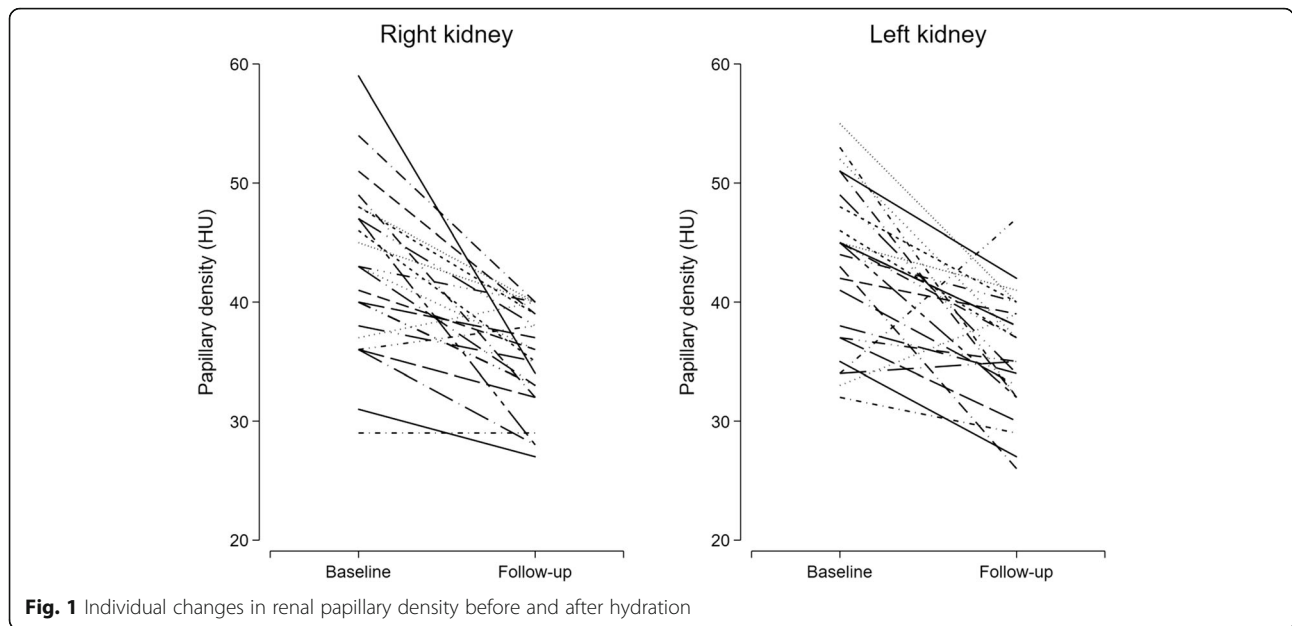 Right kidney
60
50
40
30
20
Papillary density (HU)
Baseline
Follow-up
Left kidney
60
50
40
30
20
Papillary density (HU)
Baseline
Follow-up
Fig. 1 Individual changes in renal papillary density before and after hydration